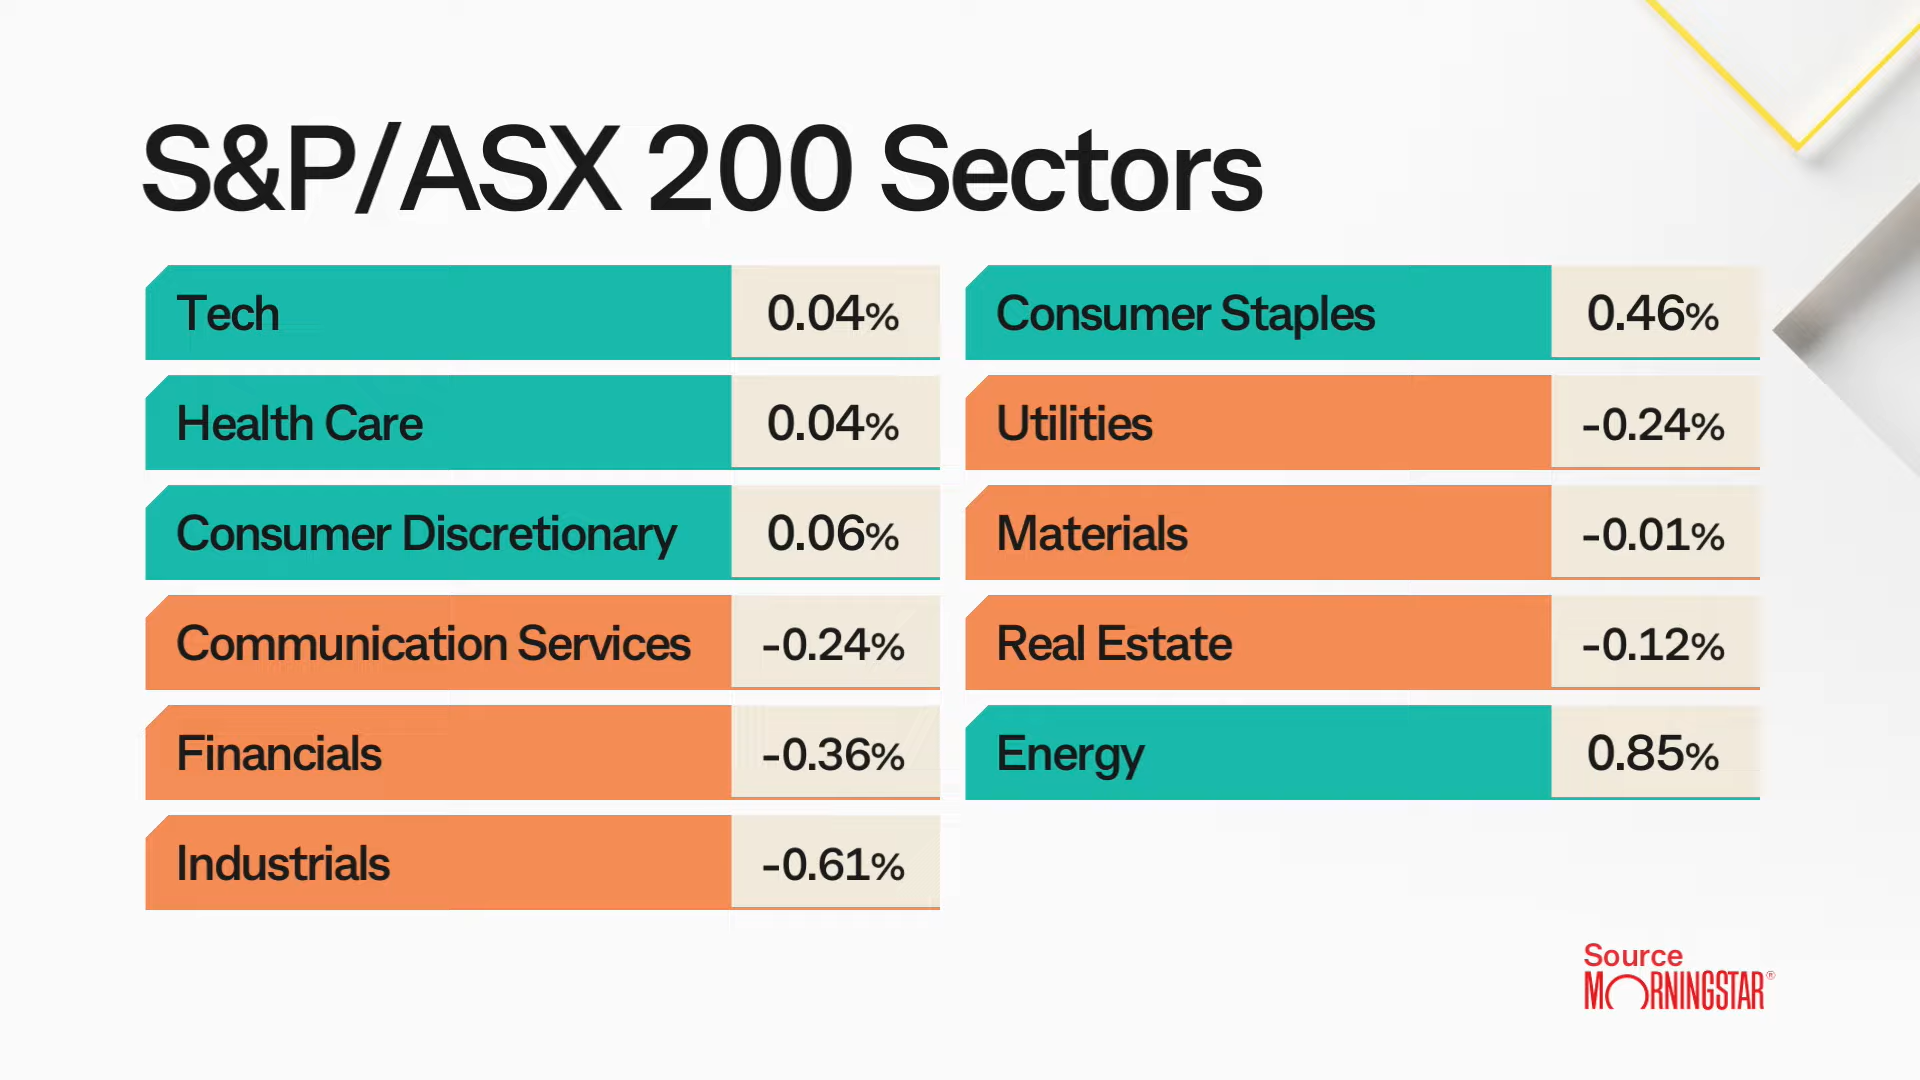 S&P/ASX 200 Sectors
Tech 0.04%
Health Care 0.04%
Consumer Discretionary 0.06%
Communication Services -0.24%
Financials -0.36%
Industrials -0.61%
Consumer Staples 0.46%
Utilities -0.24%
Materials -0.01%
Real Estate -0.12%
Energy 0.85%
Source
MORNINGSTAR®